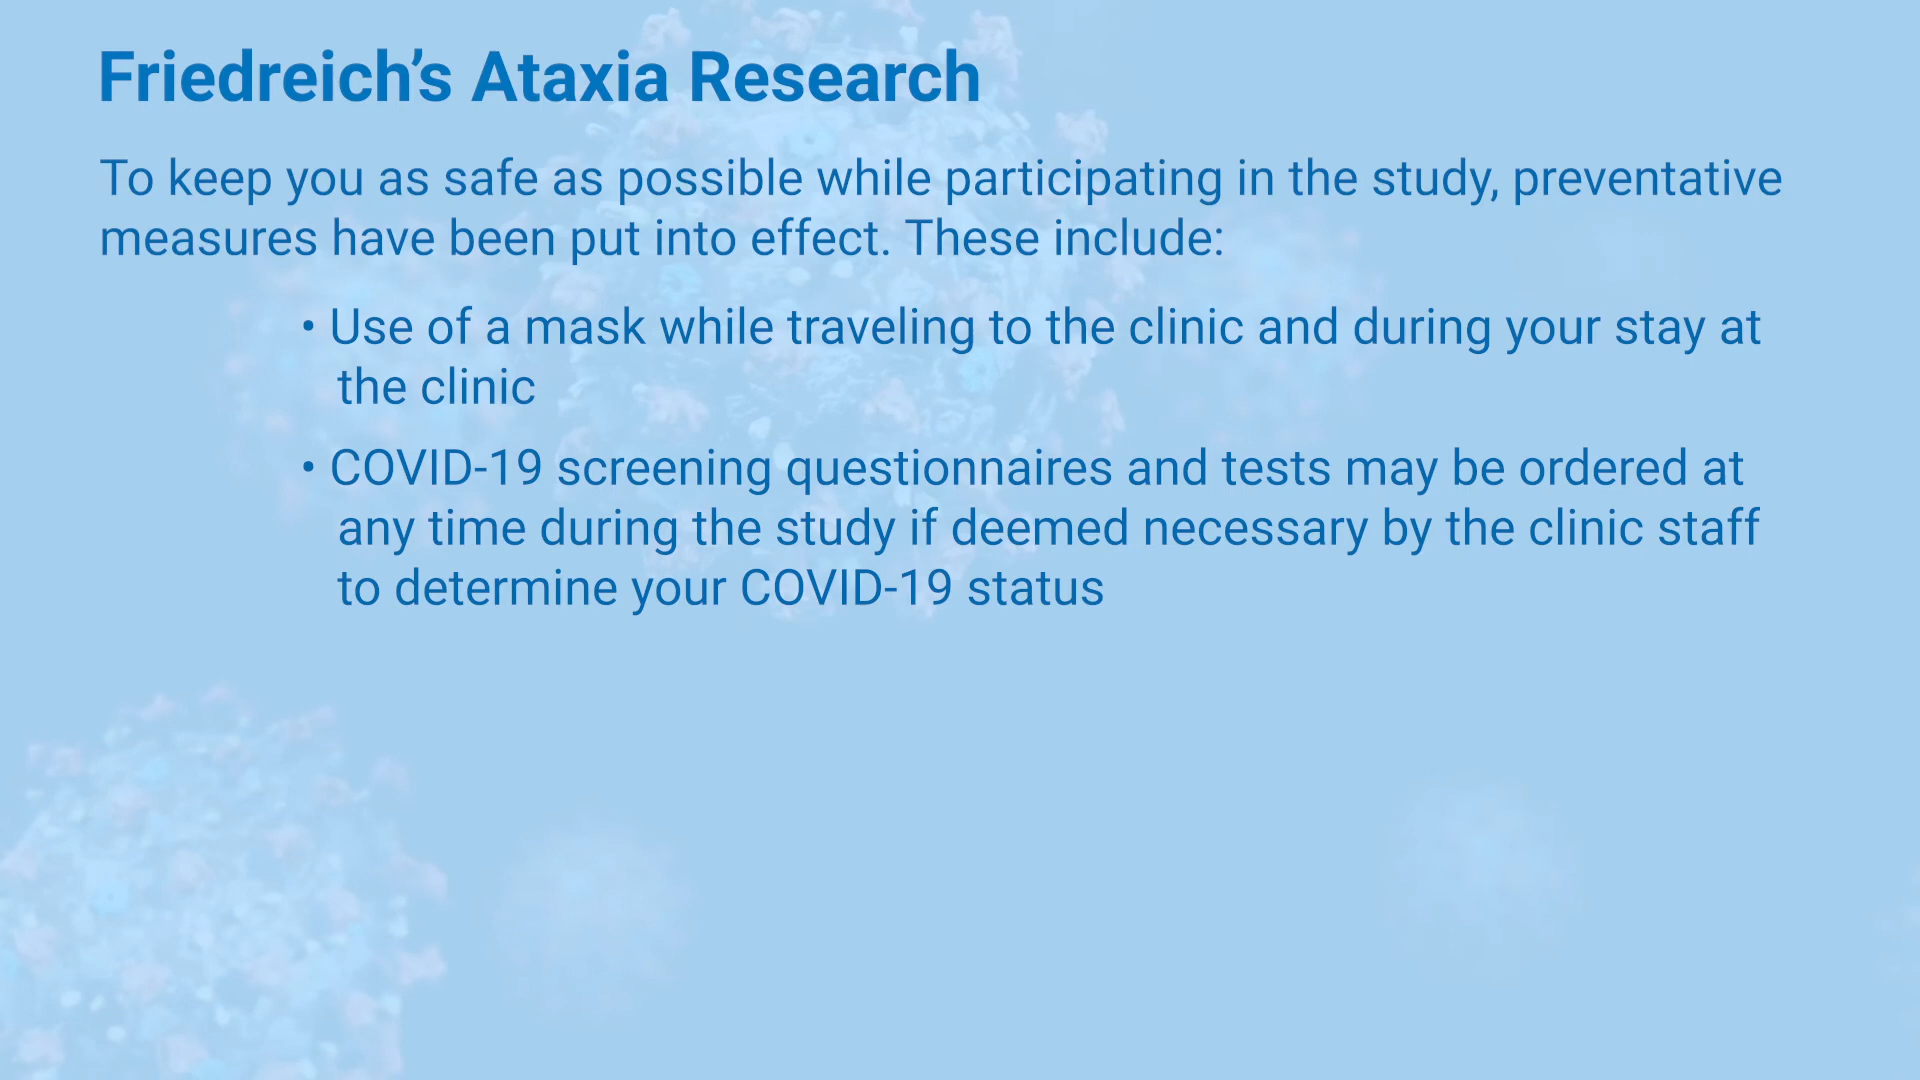 Friedreich’s Ataxia Research
To keep you as safe as possible while participating in the study, preventative
measures have been put into effect. These include:
• Use of a mask while traveling to the clinic and during your stay at
the clinic
• COVID-19 screening questionnaires and tests may be ordered at
any time during the study if deemed necessary by the clinic staff
to determine your COVID-19 status